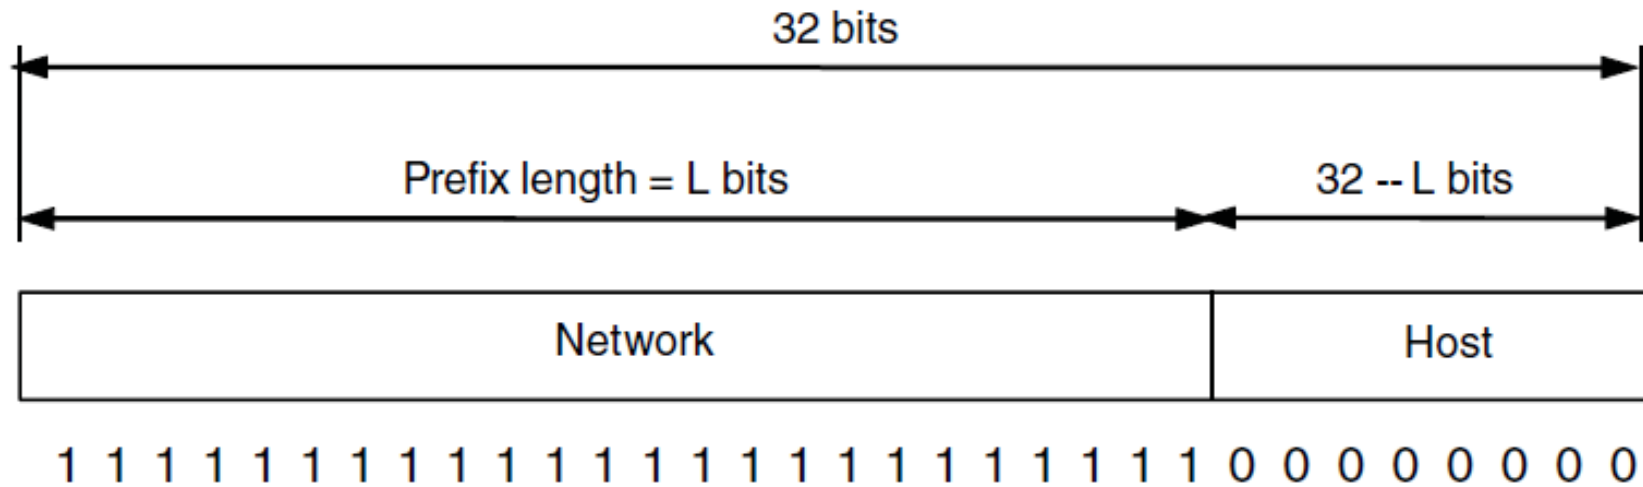 32 bits
Prefix length = L bits 32 -- L bits
Network Host
1 1 1 1 1 1 1 1 1 1 1 1 1 1 1 1 1 1 1 1 1 1 1 1 0 0 0 0 0 0 0 0